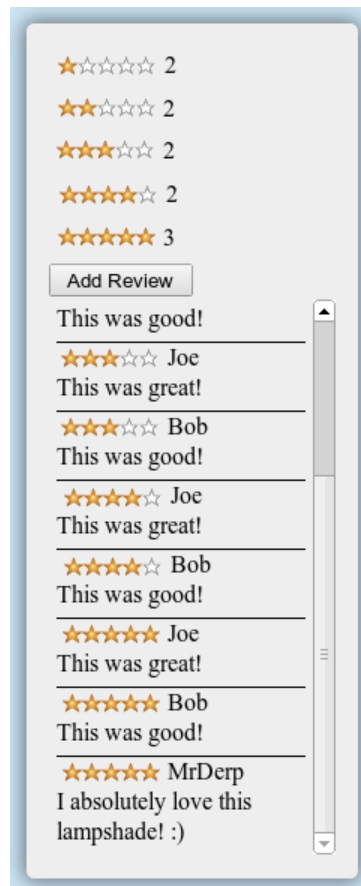 2
2
2
2
3
Add Review
This was good!
Joe
This was great!
Bob
This was good!
Joe
This was great!
Bob
This was good!
Joe
This was great!
Bob
This was good!
MrDerp
I absolutely love this
lampshade! :)